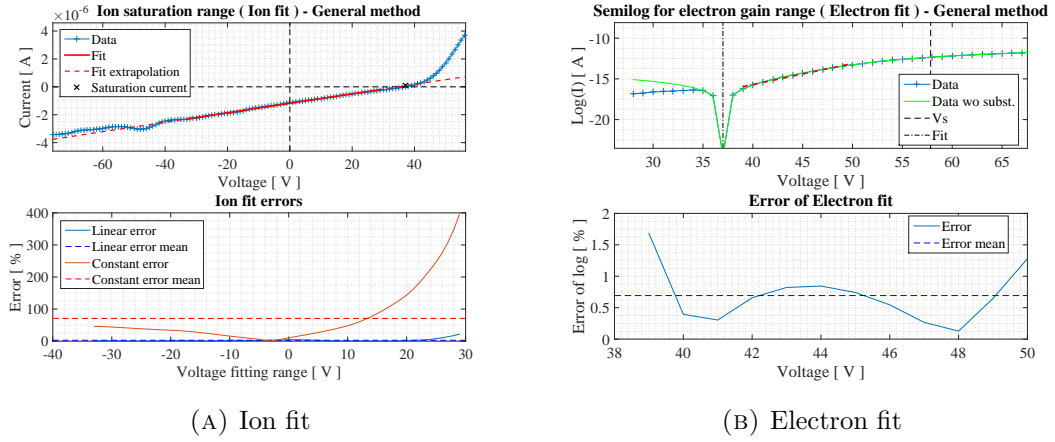 Ion saturation range ( Ion fit ) - General method
×10⁻⁶
4
2
0
-2
-4
Current [ A ]
Data
Fit
Fit extrapolation
Saturation current
-60 -40 -20 0 20 40
Voltage [ V ]
Ion fit errors
400
300
200
100
0
Error [ % ]
Linear error
Linear error mean
Constant error
Constant error mean
-40 -30 -20 -10 0 10 20 30
Voltage fitting range [ V ]
(A) Ion fit
Semilog for electron gain range ( Electron fit ) - General method
-10
-15
-20
Log(I) [ A ]
Data
Data wo subst.
Vs
Fit
30 35 40 45 50 55 60 65
Voltage [ V ]
Error of Electron fit
2
1.5
1
0.5
0
Error of log [ % ]
Error
Error mean
38 40 42 44 46 48 50
Voltage [ V ]
(B) Electron fit